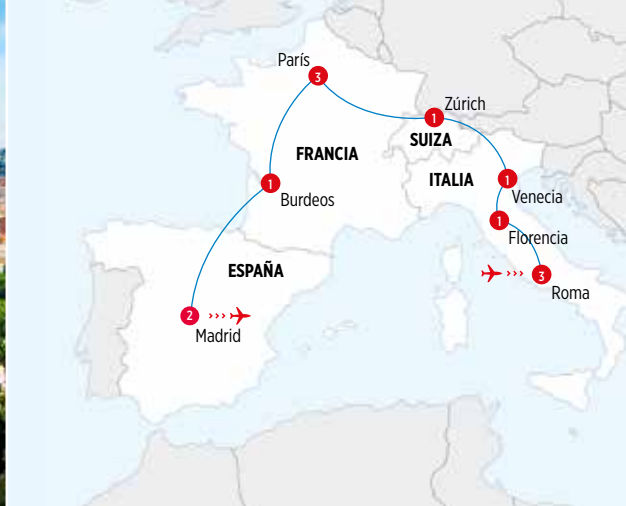 París
3
Zúrich
1
SUIZA
FRANCIA
ITALIA
1
Burdeos
1
Venecia
1
Florencia
ESPAÑA
3
Roma
2
Madrid